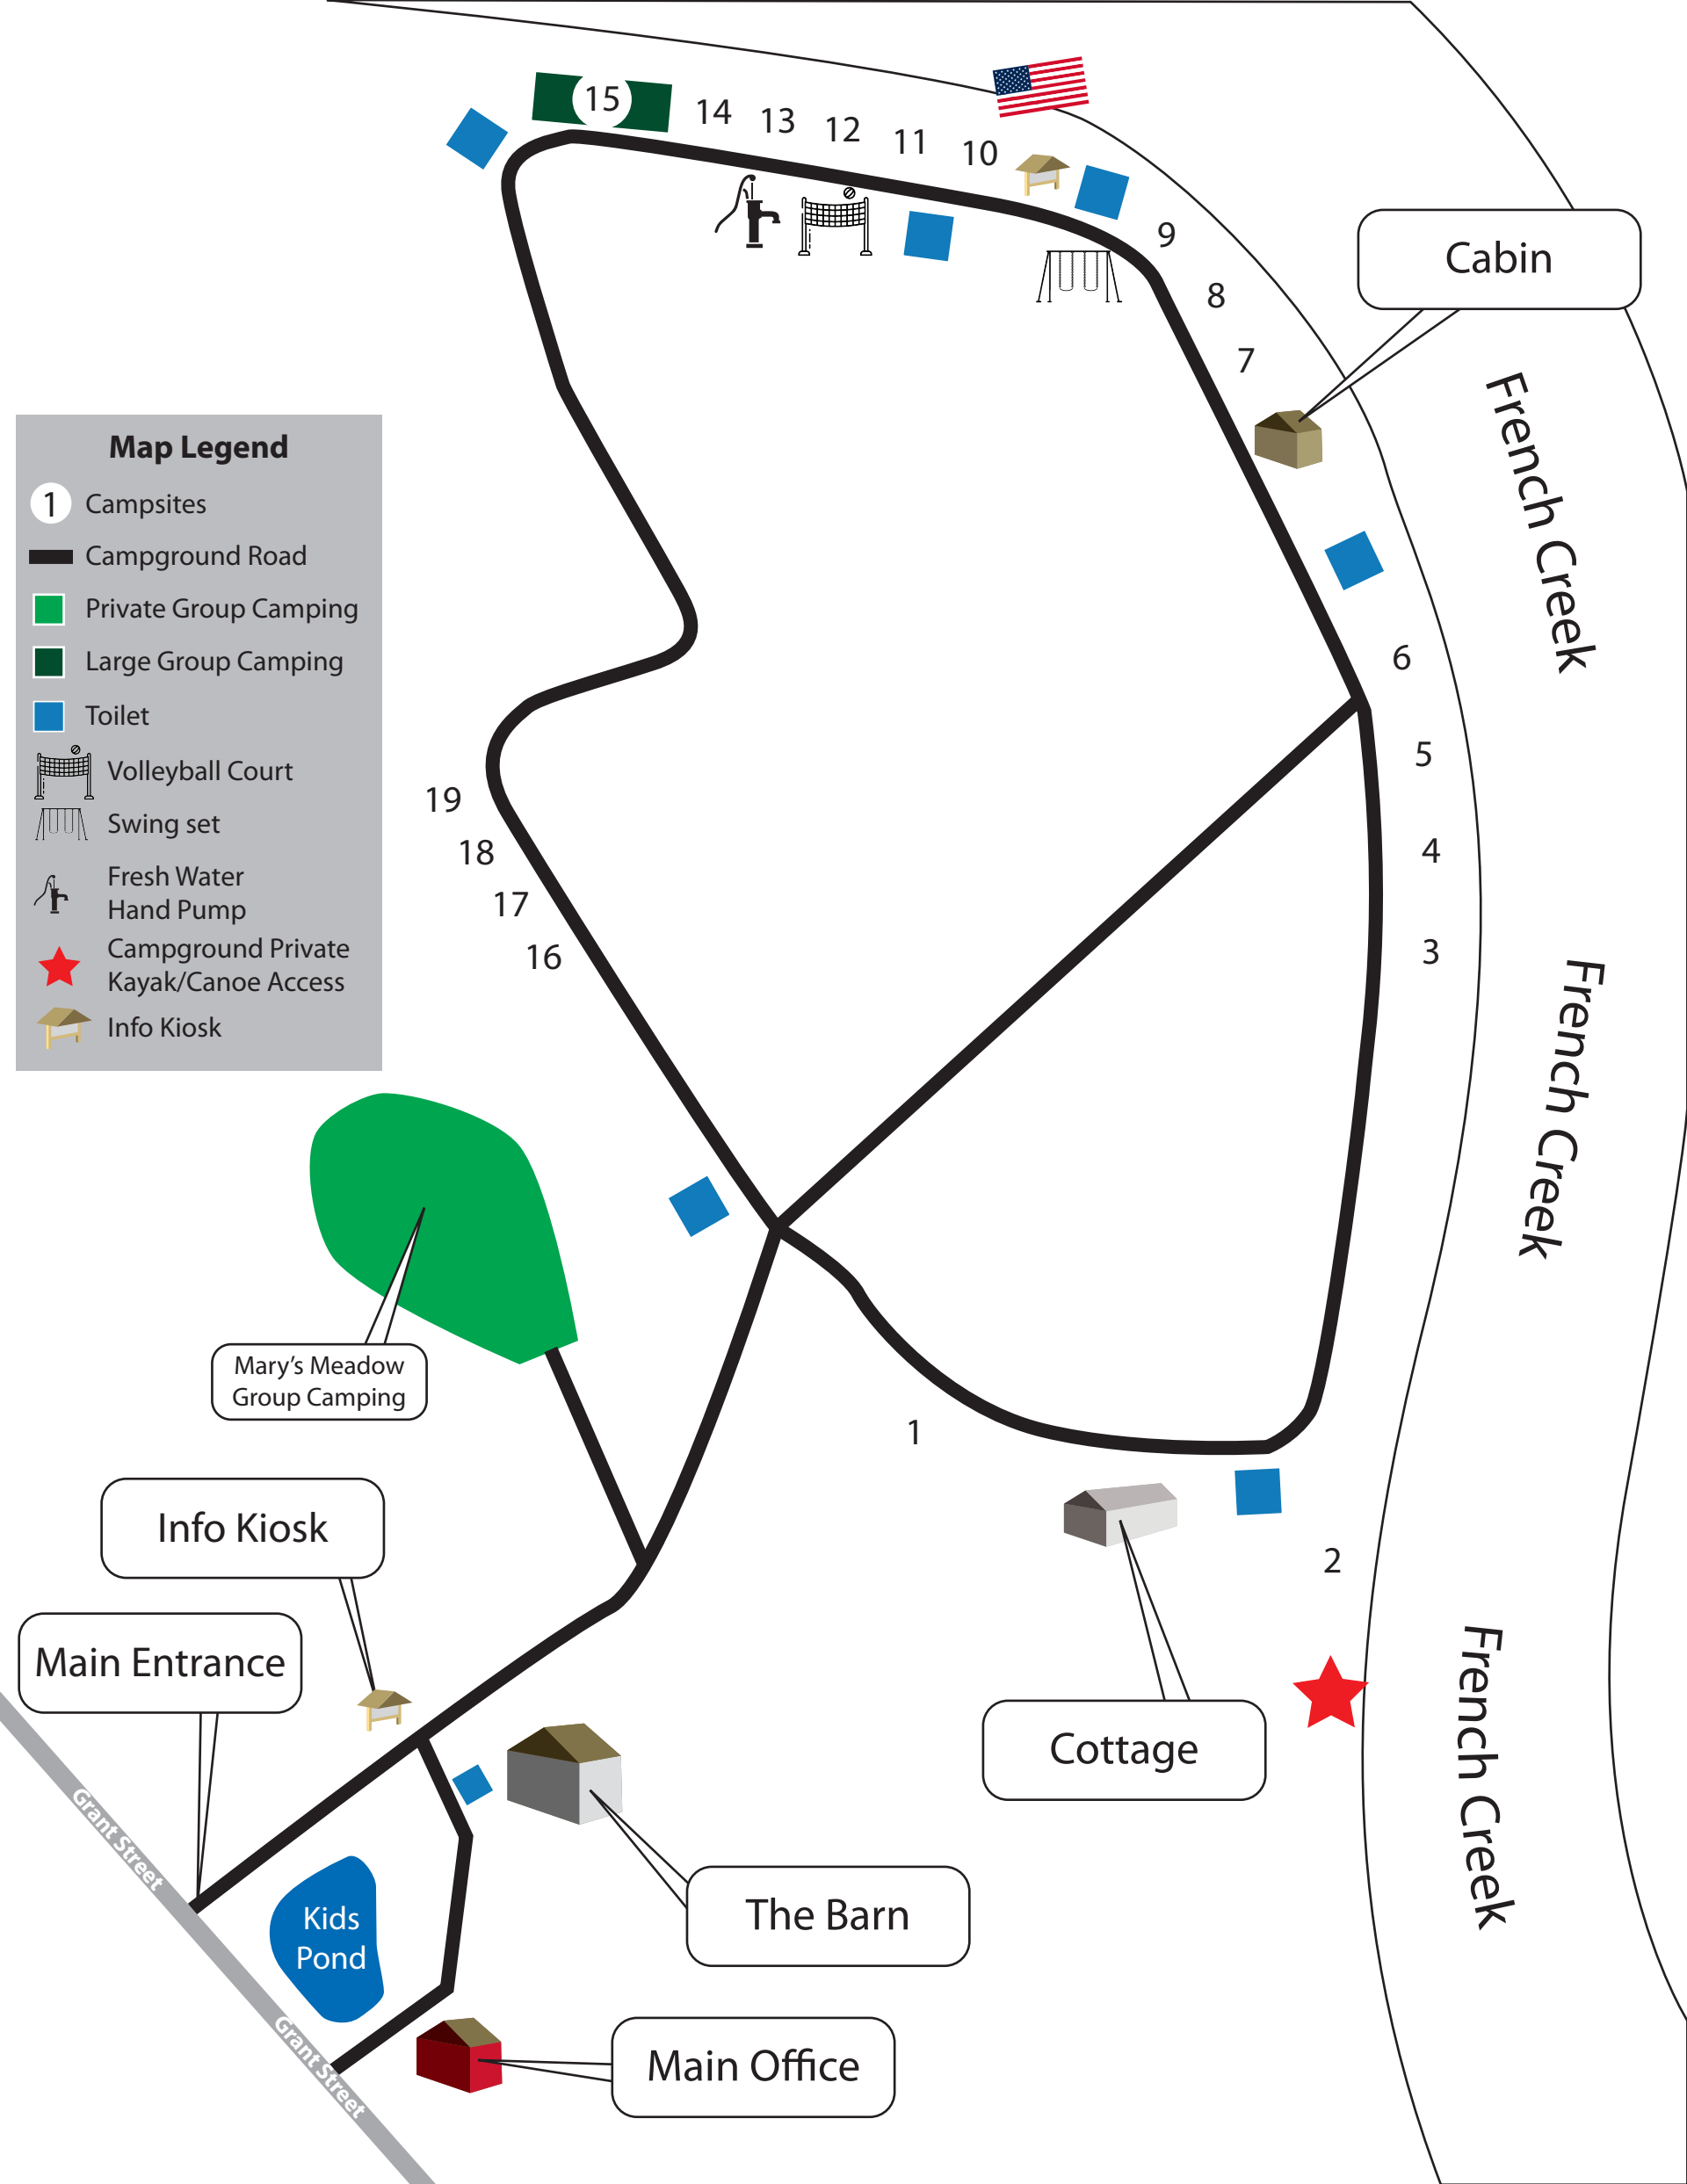 15
14
13
12
11
10
9
8
7
Cabin
French Creek
Map Legend
1 Campsites
Campground Road
Private Group Camping
Large Group Camping
Toilet
Volleyball Court
Swing set
Fresh Water
Hand Pump
Campground Private
Kayak/Canoe Access
Info Kiosk
6
5
4
3
19
18
17
16
French Creek
Mary's Meadow
Group Camping
1
Info Kiosk
2
Main Entrance
Cottage
French Creek
Grant Street
The Barn
Kids
Pond
Grant Street
Main Office